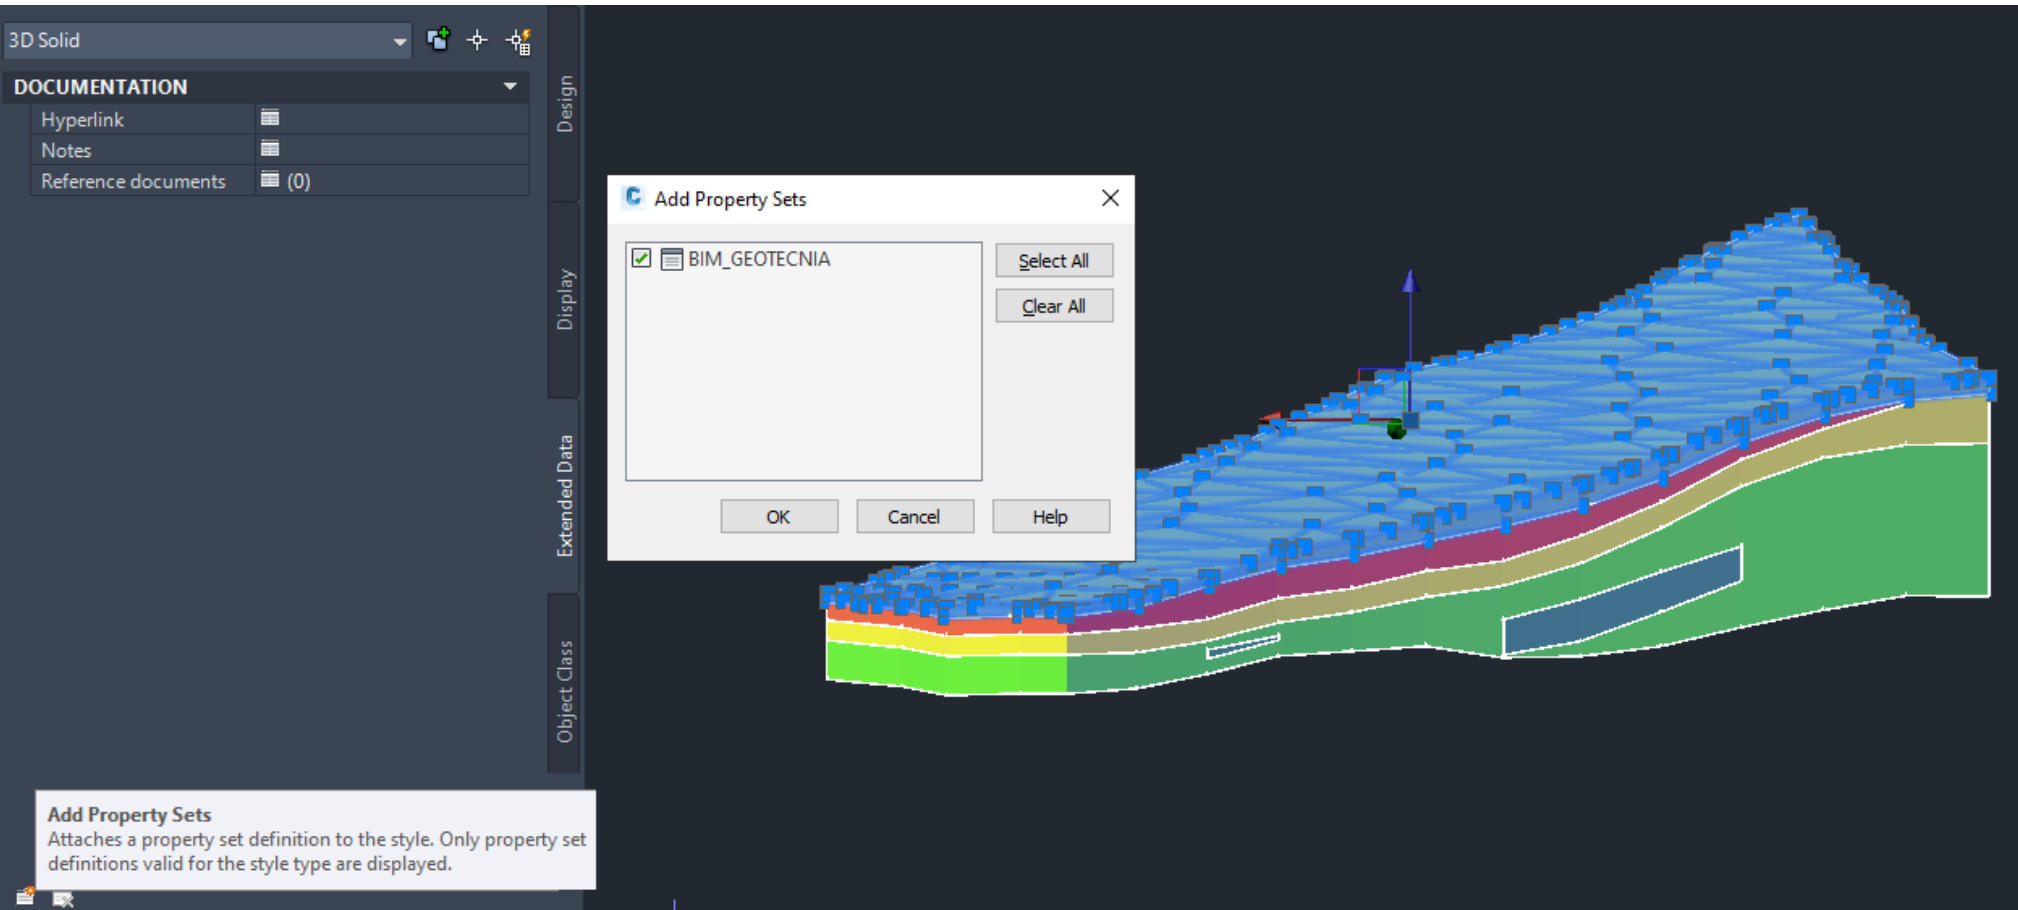 3D Solid
DOCUMENTATION
Hyperlink
Notes
Reference documents (0)
Design
Display
Extended Data
Object Class
Add Property Sets
BIM_GEOTECNIA
Select All
Clear All
OK Cancel Help
Add Property Sets
Attaches a property set definition to the style. Only property set
definitions valid for the style type are displayed.